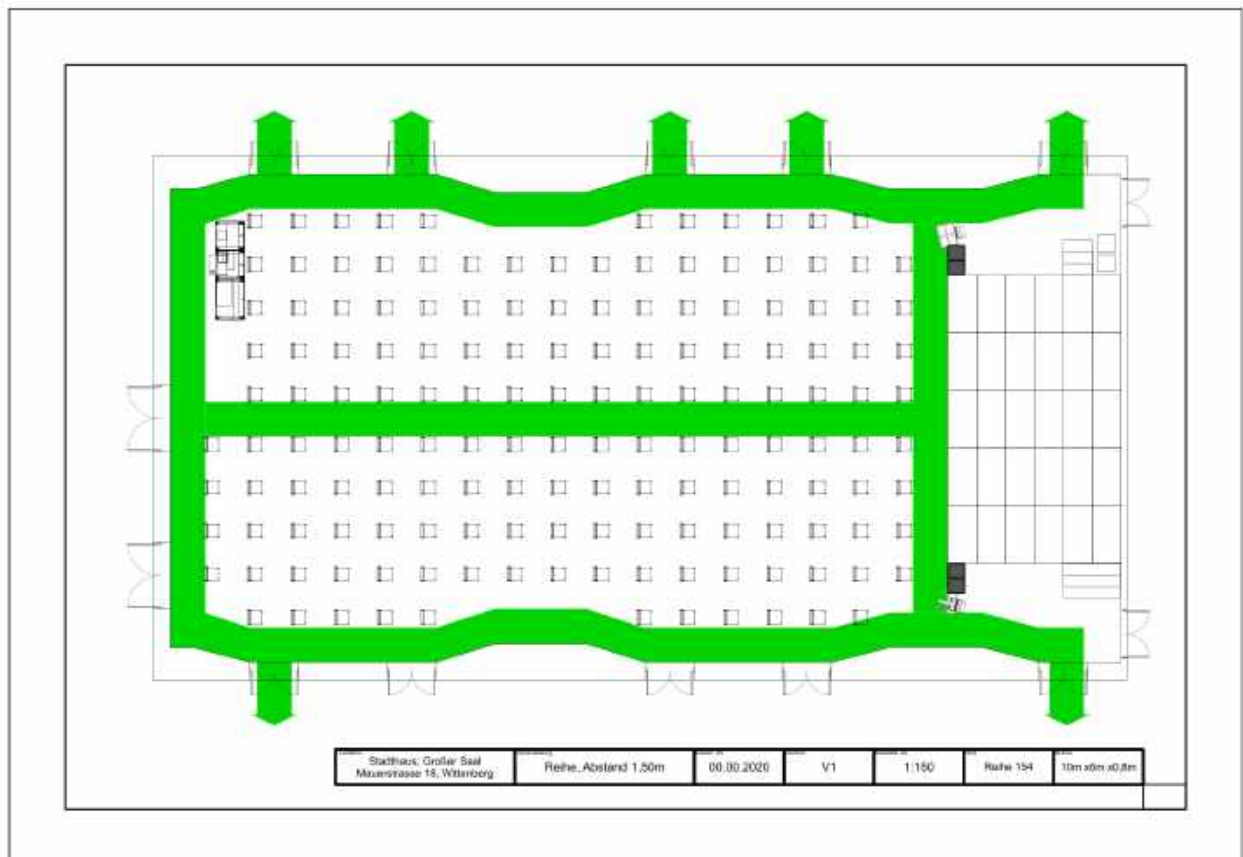 Stadthaus; Großer Saal
Mauerstrasse 18, Wittenberg
Reihe, Abstand 1,50m
00.00.2020
V1
1:150
Reihe 154
10m x6m x0,8m